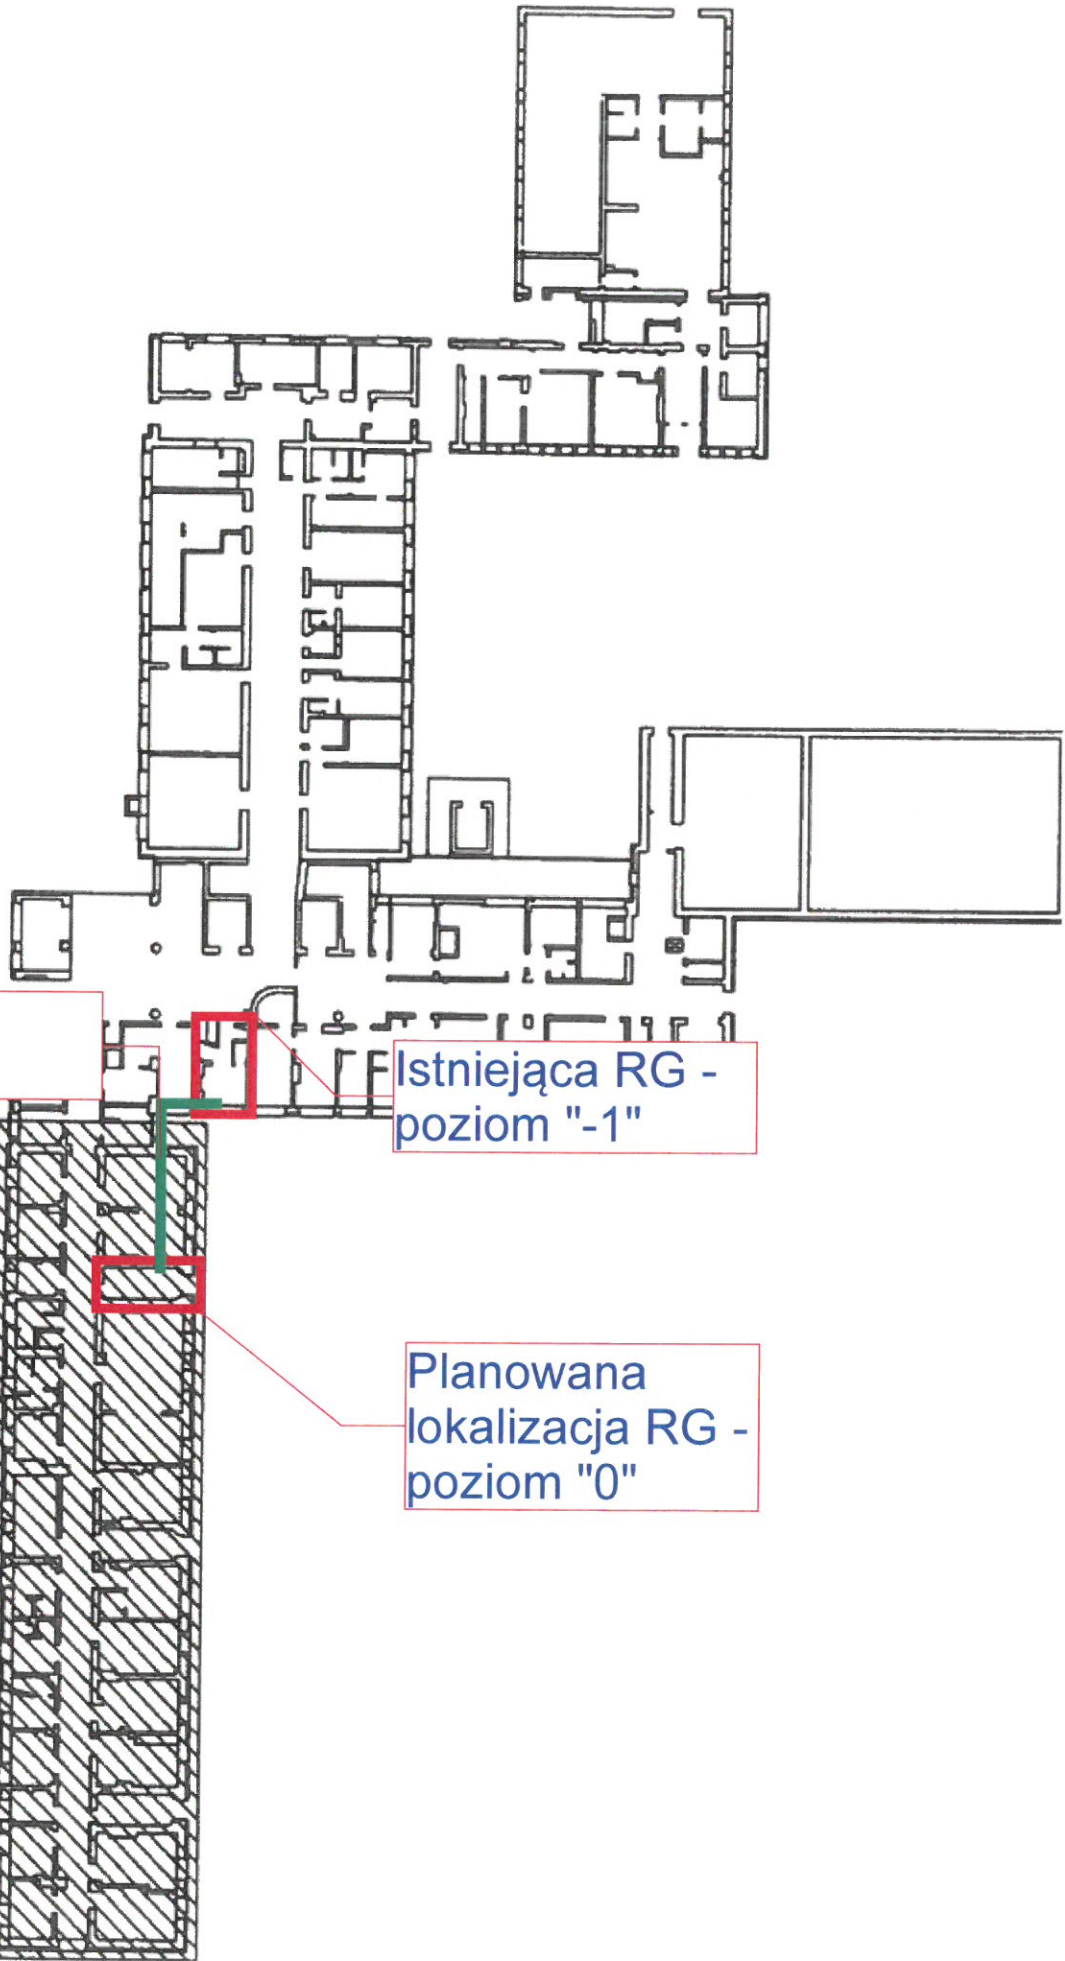 Istniejąca RG -
poziom "-1"
Planowana
lokalizacja RG -
poziom "0"